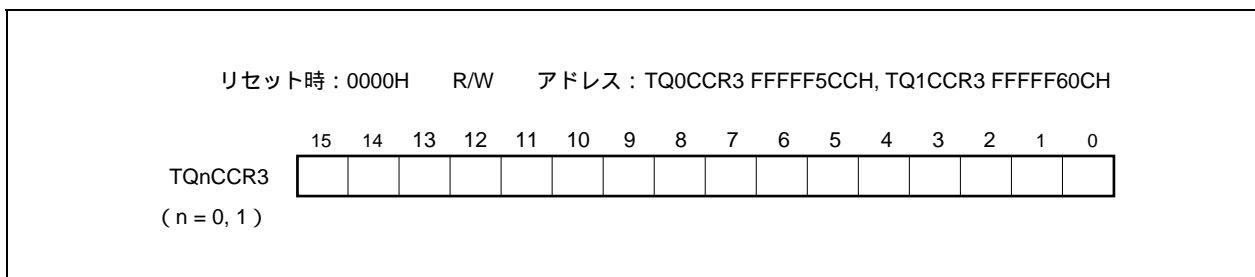 リセット時：0000H　　R/W　　アドレス：TQ0CCR3 FFFFF5CCH, TQ1CCR3 FFFFF60CH
15 14 13 12 11 10 9 8 7 6 5 4 3 2 1 0
TQnCCR3
（n = 0, 1）